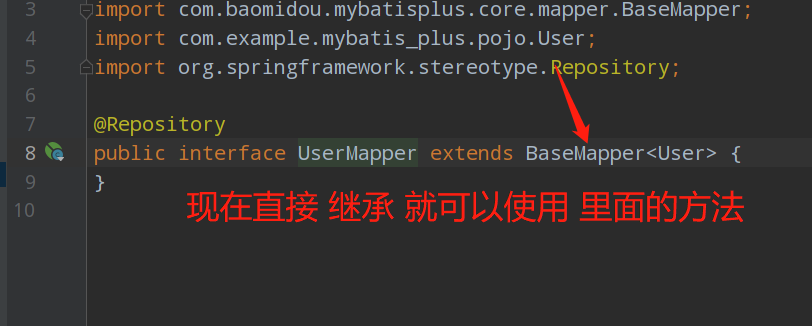 3 import com.baomidou.mybatisplus.core.mapper.BaseMapper;
4 import com.example.mybatis_plus.pojo.User;
5 import org.springframework.stereotype.Repository;
6
7 @Repository
8 public interface UserMapper extends BaseMapper<User> {
9 }
10 现在直接 继承 就可以使用 里面的方法